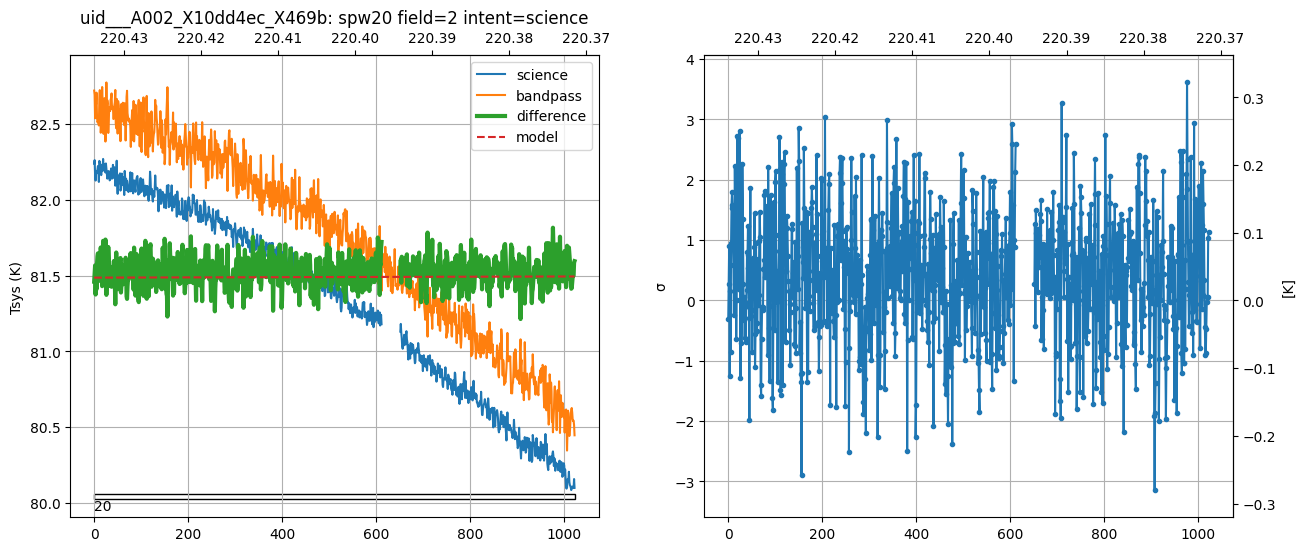 uid___A002_X10dd4ec_X469b: spw20 field=2 intent=science
220.43 220.42 220.41 220.40 220.39 220.38 220.37
science
bandpass
difference
model
Tsys (K)
82.5
82.0
81.5
81.0
80.5
80.0
20
0 200 400 600 800 1000
220.43 220.42 220.41 220.40 220.39 220.38 220.37
σ
4
3
2
1
0
−1
−2
−3
0.3
0.2
0.1
0.0
−0.1
−0.2
−0.3
[K]
0 200 400 600 800 1000